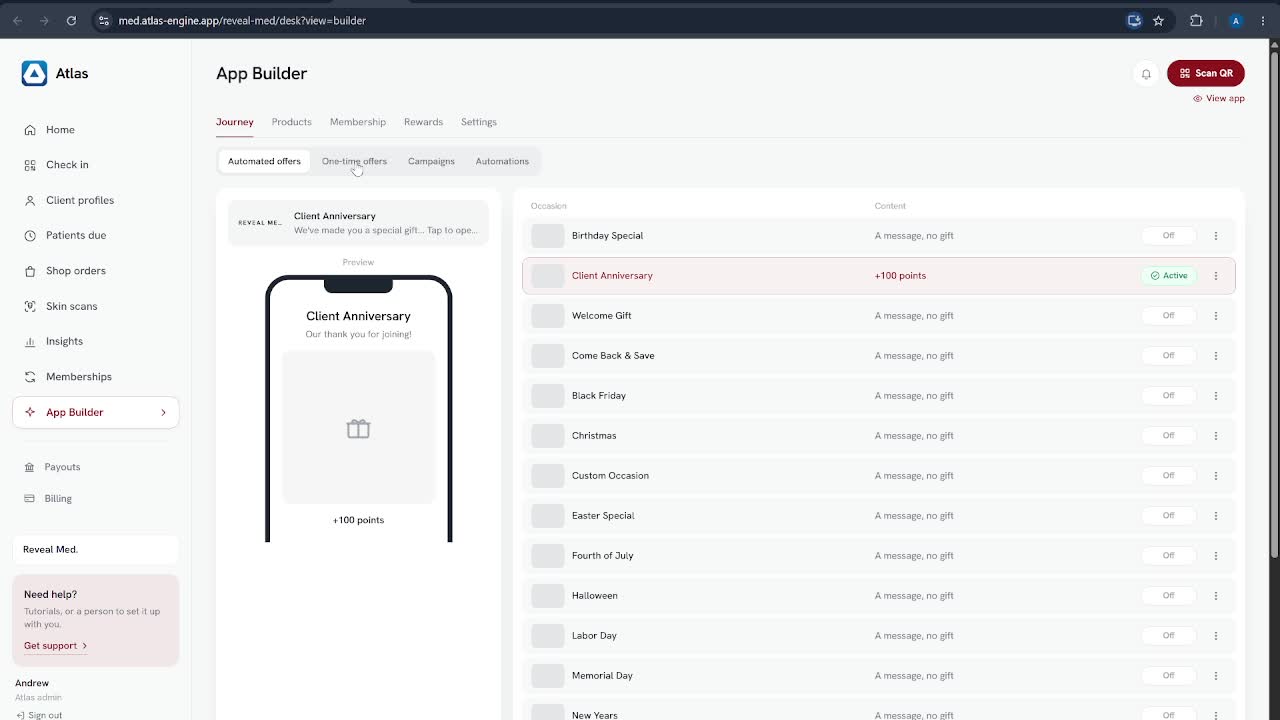 med.atlas-engine.app/reveal-med/desk?view=builder
A
Atlas
Home
Check in
Client profiles
Patients due
Shop orders
Skin scans
Insights
Memberships
App Builder
Payouts
Billing
Reveal Med.
Need help?
Tutorials, or a person to set it up
with you.
Get support
Andrew
Atlas admin
Sign out
App Builder
Scan QR
View app
Journey Products Membership Rewards Settings
Automated offers One-time offers Campaigns Automations
REVEAL ME...
Client Anniversary
We've made you a special gift... Tap to ope...
Preview
Client Anniversary
Our thank you for joining!
+100 points
Occasion Content
Birthday Special A message, no gift Off
Client Anniversary +100 points Active
Welcome Gift A message, no gift Off
Come Back & Save A message, no gift Off
Black Friday A message, no gift Off
Christmas A message, no gift Off
Custom Occasion A message, no gift Off
Easter Special A message, no gift Off
Fourth of July A message, no gift Off
Halloween A message, no gift Off
Labor Day A message, no gift Off
Memorial Day A message, no gift Off
New Years A message, no gift Off